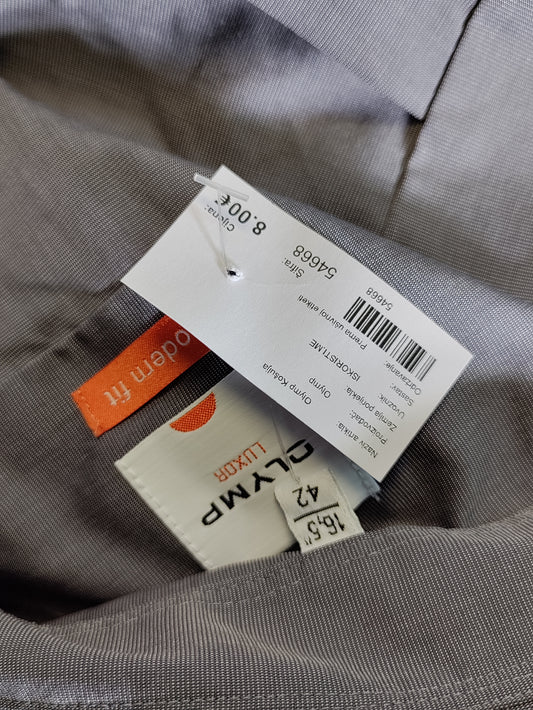 Naziv artikla: Olymp Košulja
Proizvođač: Olymp
Zemlja porijekla:
Uvoznik: ISKORISTI.ME
Sastav:
Održavanje: Prema ušivnoj etiketi
54668
Šifra:
54668
Cijena:
8.00€
modern fit
OLYMP
LUXOR
16,5"
42